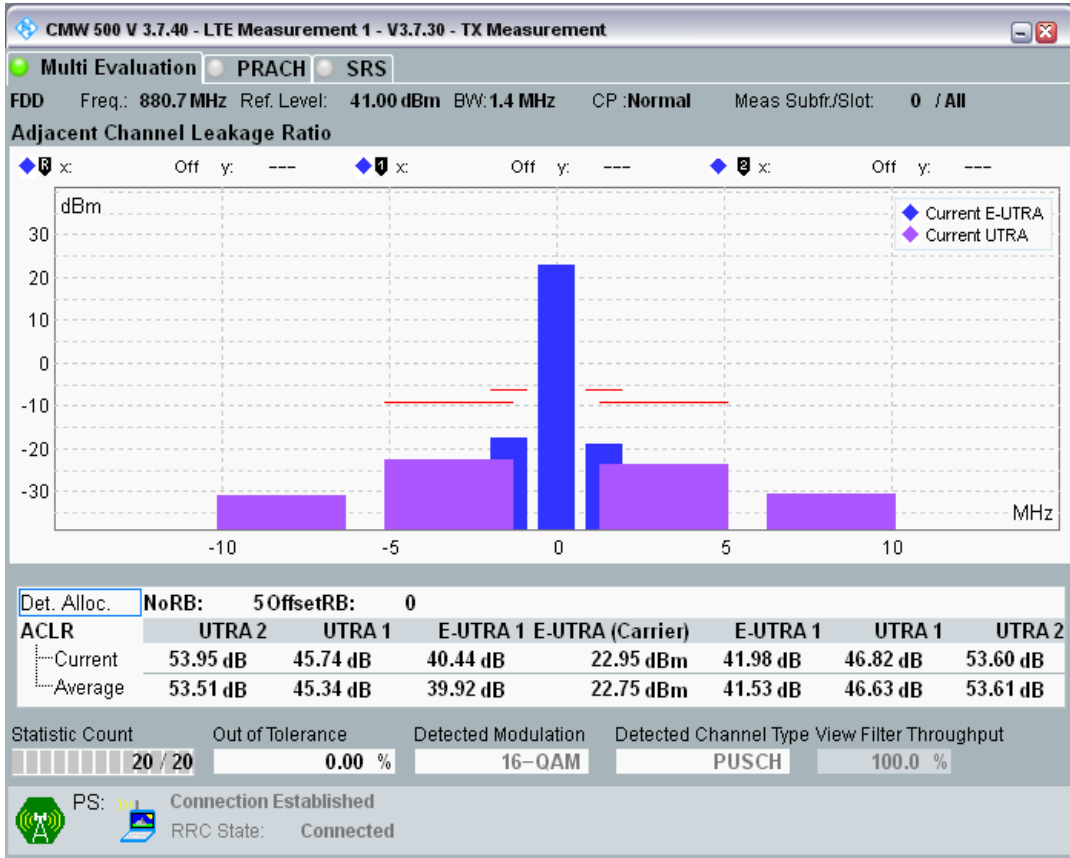 CMW 500 V 3.7.40 - LTE Measurement 1 - V3.7.30 - TX Measurement
Multi Evaluation PRACH SRS
FDD Freq.: 880.7 MHz Ref. Level: 41.00 dBm BW: 1.4 MHz CP :Normal Meas Subfr./Slot: 0 / All
Adjacent Channel Leakage Ratio
R x: Off y: --- 1 x: Off y: --- 2 x: Off y: ---
dBm
Current E-UTRA
Current UTRA
30
20
10
0
-10
-20
-30
MHz
-10 -5 0 5 10
Det. Alloc. NoRB: 5 OffsetRB: 0
ACLR UTRA 2 UTRA 1 E-UTRA 1 E-UTRA (Carrier) E-UTRA 1 UTRA 1 UTRA 2
Current 53.95 dB 45.74 dB 40.44 dB 22.95 dBm 41.98 dB 46.82 dB 53.60 dB
Average 53.51 dB 45.34 dB 39.92 dB 22.75 dBm 41.53 dB 46.63 dB 53.61 dB
Statistic Count Out of Tolerance Detected Modulation Detected Channel Type View Filter Throughput
20 / 20 0.00 % 16-QAM PUSCH 100.0 %
PS: Connection Established
RRC State: Connected